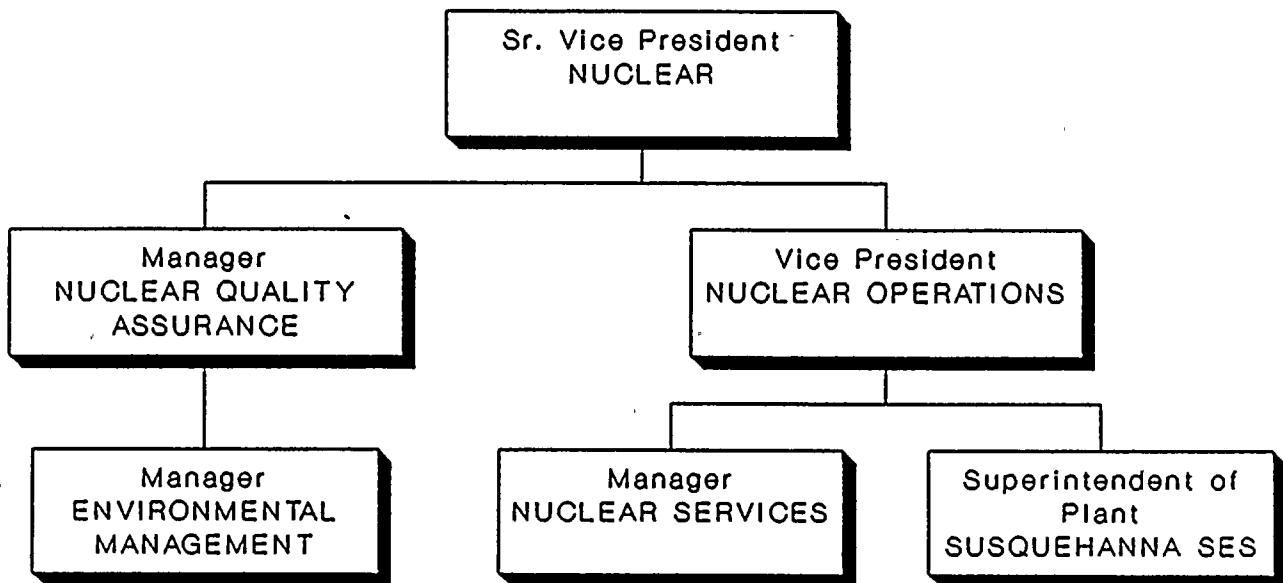 Sr. Vice President
NUCLEAR
Manager
NUCLEAR QUALITY
ASSURANCE
Vice President
NUCLEAR OPERATIONS
Manager
ENVIRONMENTAL
MANAGEMENT
Manager
NUCLEAR SERVICES
Superintendent of
Plant
SUSQUEHANNA SES